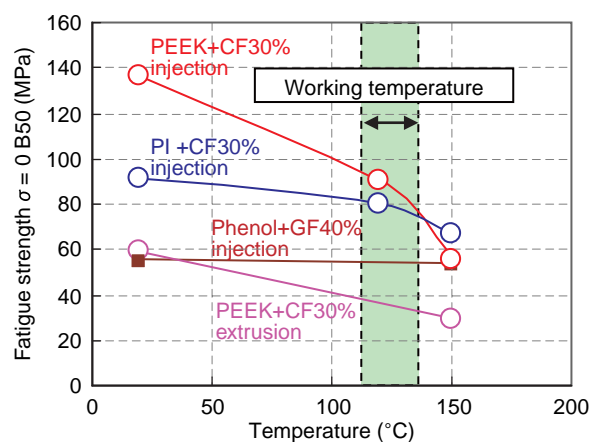 160
140
120
100
80
60
40
20
0
Fatigue strength σ = 0 B50 (MPa)
PEEK+CF30%
injection
Working temperature
PI +CF30%
injection
Phenol+GF40%
injection
PEEK+CF30%
extrusion
0 50 100 150 200
Temperature (°C)